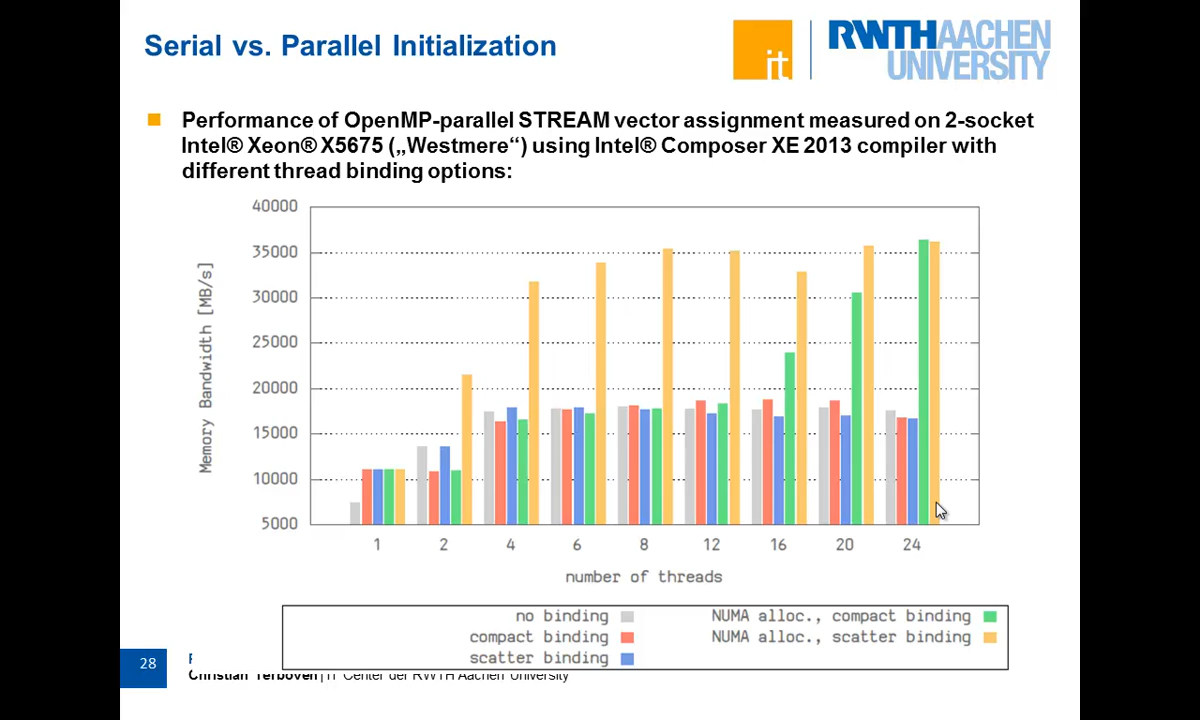 Serial vs. Parallel Initialization
it
RWTHAACHEN
UNIVERSITY
Performance of OpenMP-parallel STREAM vector assignment measured on 2-socket
Intel® Xeon® X5675 („Westmere“) using Intel® Composer XE 2013 compiler with
different thread binding options:
40000
35000
30000
25000
20000
15000
10000
5000
Memory Bandwidth [MB/s]
1 2 4 6 8 12 16 20 24
number of threads
no binding
compact binding
scatter binding
NUMA alloc., compact binding
NUMA alloc., scatter binding
28
Christian Terboven | IT Center der RWTH Aachen University